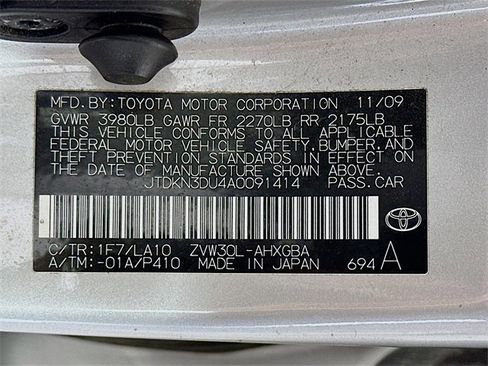 MFD.BY:TOYOTA MOTOR CORPORATION 11/09
GVWR 3980LB GAWR FR 2270LB RR 2175LB
THIS VEHICLE CONFORMS TO ALL APPLICABLE
FEDERAL MOTOR VEHICLE SAFETY, BUMPER, AND
THEFT PREVENTION STANDARDS IN EFFECT ON
THE DATE OF MANUFACTURE SHOWN ABOVE.
JTDKN3DU4A0091414 PASS.CAR
C/TR:1F7/LA10 ZVW30L-AHXGBA
A/TM:-01A/P410 MADE IN JAPAN 694 A